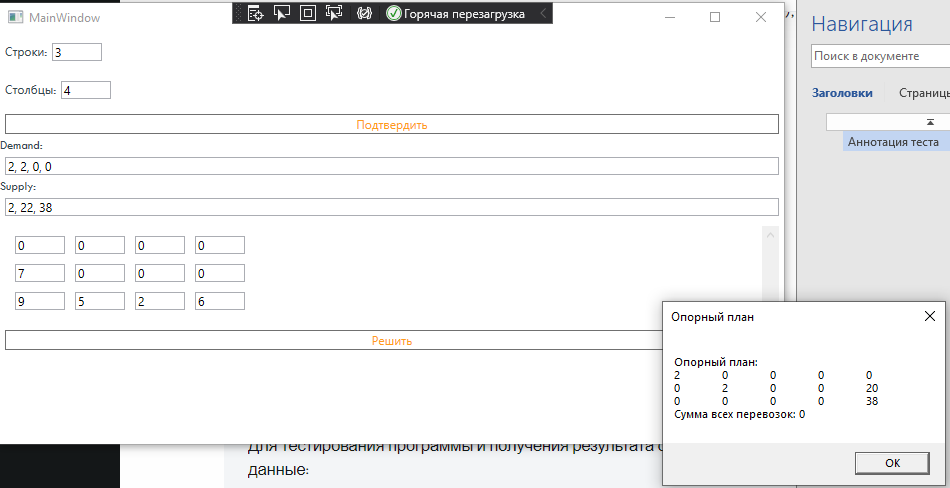 MainWindow
Горячая перезагрузка
Строки: 3
Столбцы: 4
Подтвердить
Demand:
2, 2, 0, 0
Supply:
2, 22, 38
0 0 0 0
7 0 0 0
9 5 2 6
Решить
Навигация
Поиск в документе
Заголовки Страницы
Аннотация теста
Опорный план
Опорный план:
2 0 0 0 0
0 2 0 0 20
0 0 0 0 38
Сумма всех перевозок: 0
OK
Для тестирования программы и получения результата
данные: